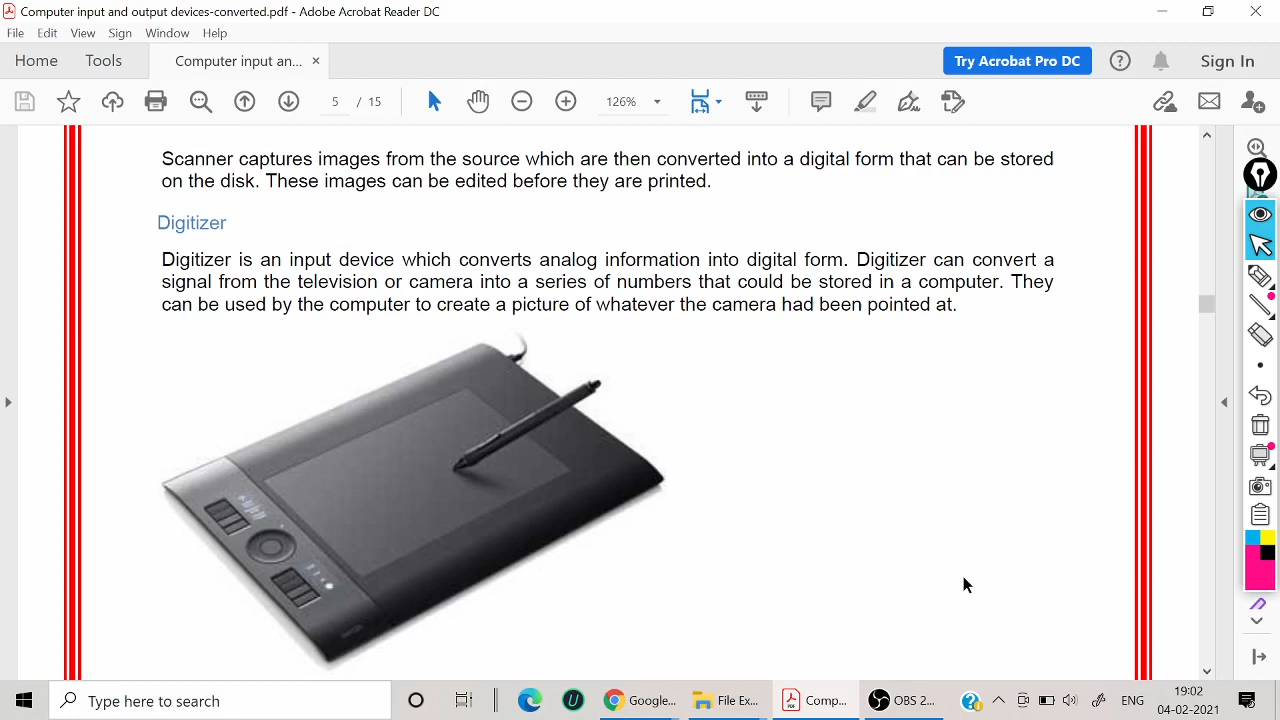 Computer input and output devices-converted.pdf - Adobe Acrobat Reader DC
File Edit View Sign Window Help
Home Tools Computer input an... × Try Acrobat Pro DC Sign In
5 / 15 126%
Scanner captures images from the source which are then converted into a digital form that can be stored
on the disk. These images can be edited before they are printed.
Digitizer
Digitizer is an input device which converts analog information into digital form. Digitizer can convert a
signal from the television or camera into a series of numbers that could be stored in a computer. They
can be used by the computer to create a picture of whatever the camera had been pointed at.
Type here to search Google... File Ex... Comp... OBS 2... ENG 19:02
04-02-2021